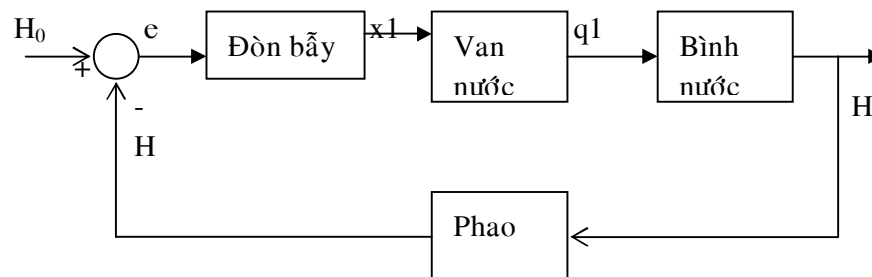 H₀
e
Đòn bẫy
x1
Van
nước
q1
Bình
nước
+
-
H
H
Phao